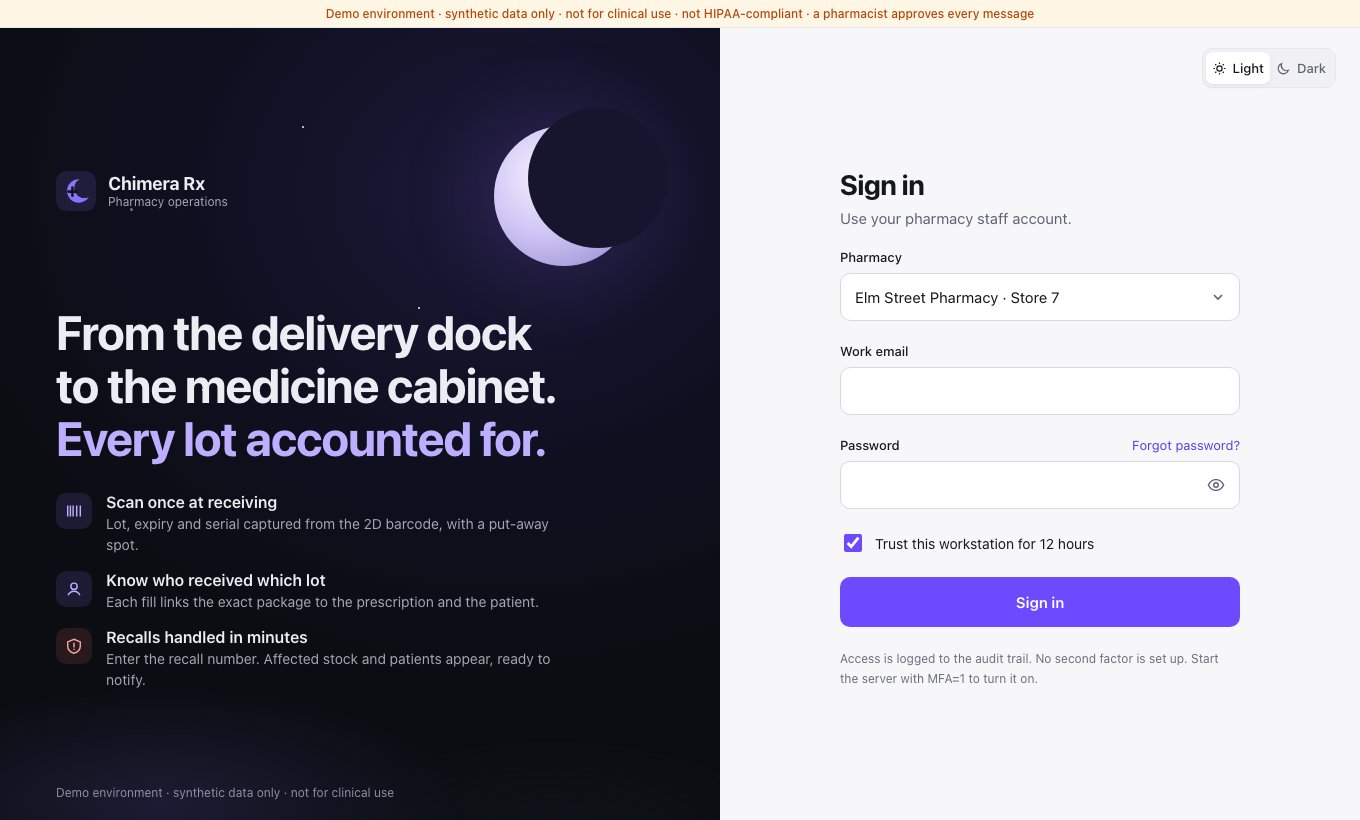 Demo environment · synthetic data only · not for clinical use · not HIPAA-compliant · a pharmacist approves every message
Light
Dark
Chimera Rx
Pharmacy operations
From the delivery dock
to the medicine cabinet.
Every lot accounted for.
Scan once at receiving
Lot, expiry and serial captured from the 2D barcode, with a put-away
spot.
Know who received which lot
Each fill links the exact package to the prescription and the patient.
Recalls handled in minutes
Enter the recall number. Affected stock and patients appear, ready to
notify.
Demo environment · synthetic data only · not for clinical use
Sign in
Use your pharmacy staff account.
Pharmacy
Elm Street Pharmacy · Store 7
Work email
Password
Forgot password?
Trust this workstation for 12 hours
Sign in
Access is logged to the audit trail. No second factor is set up. Start
the server with MFA=1 to turn it on.